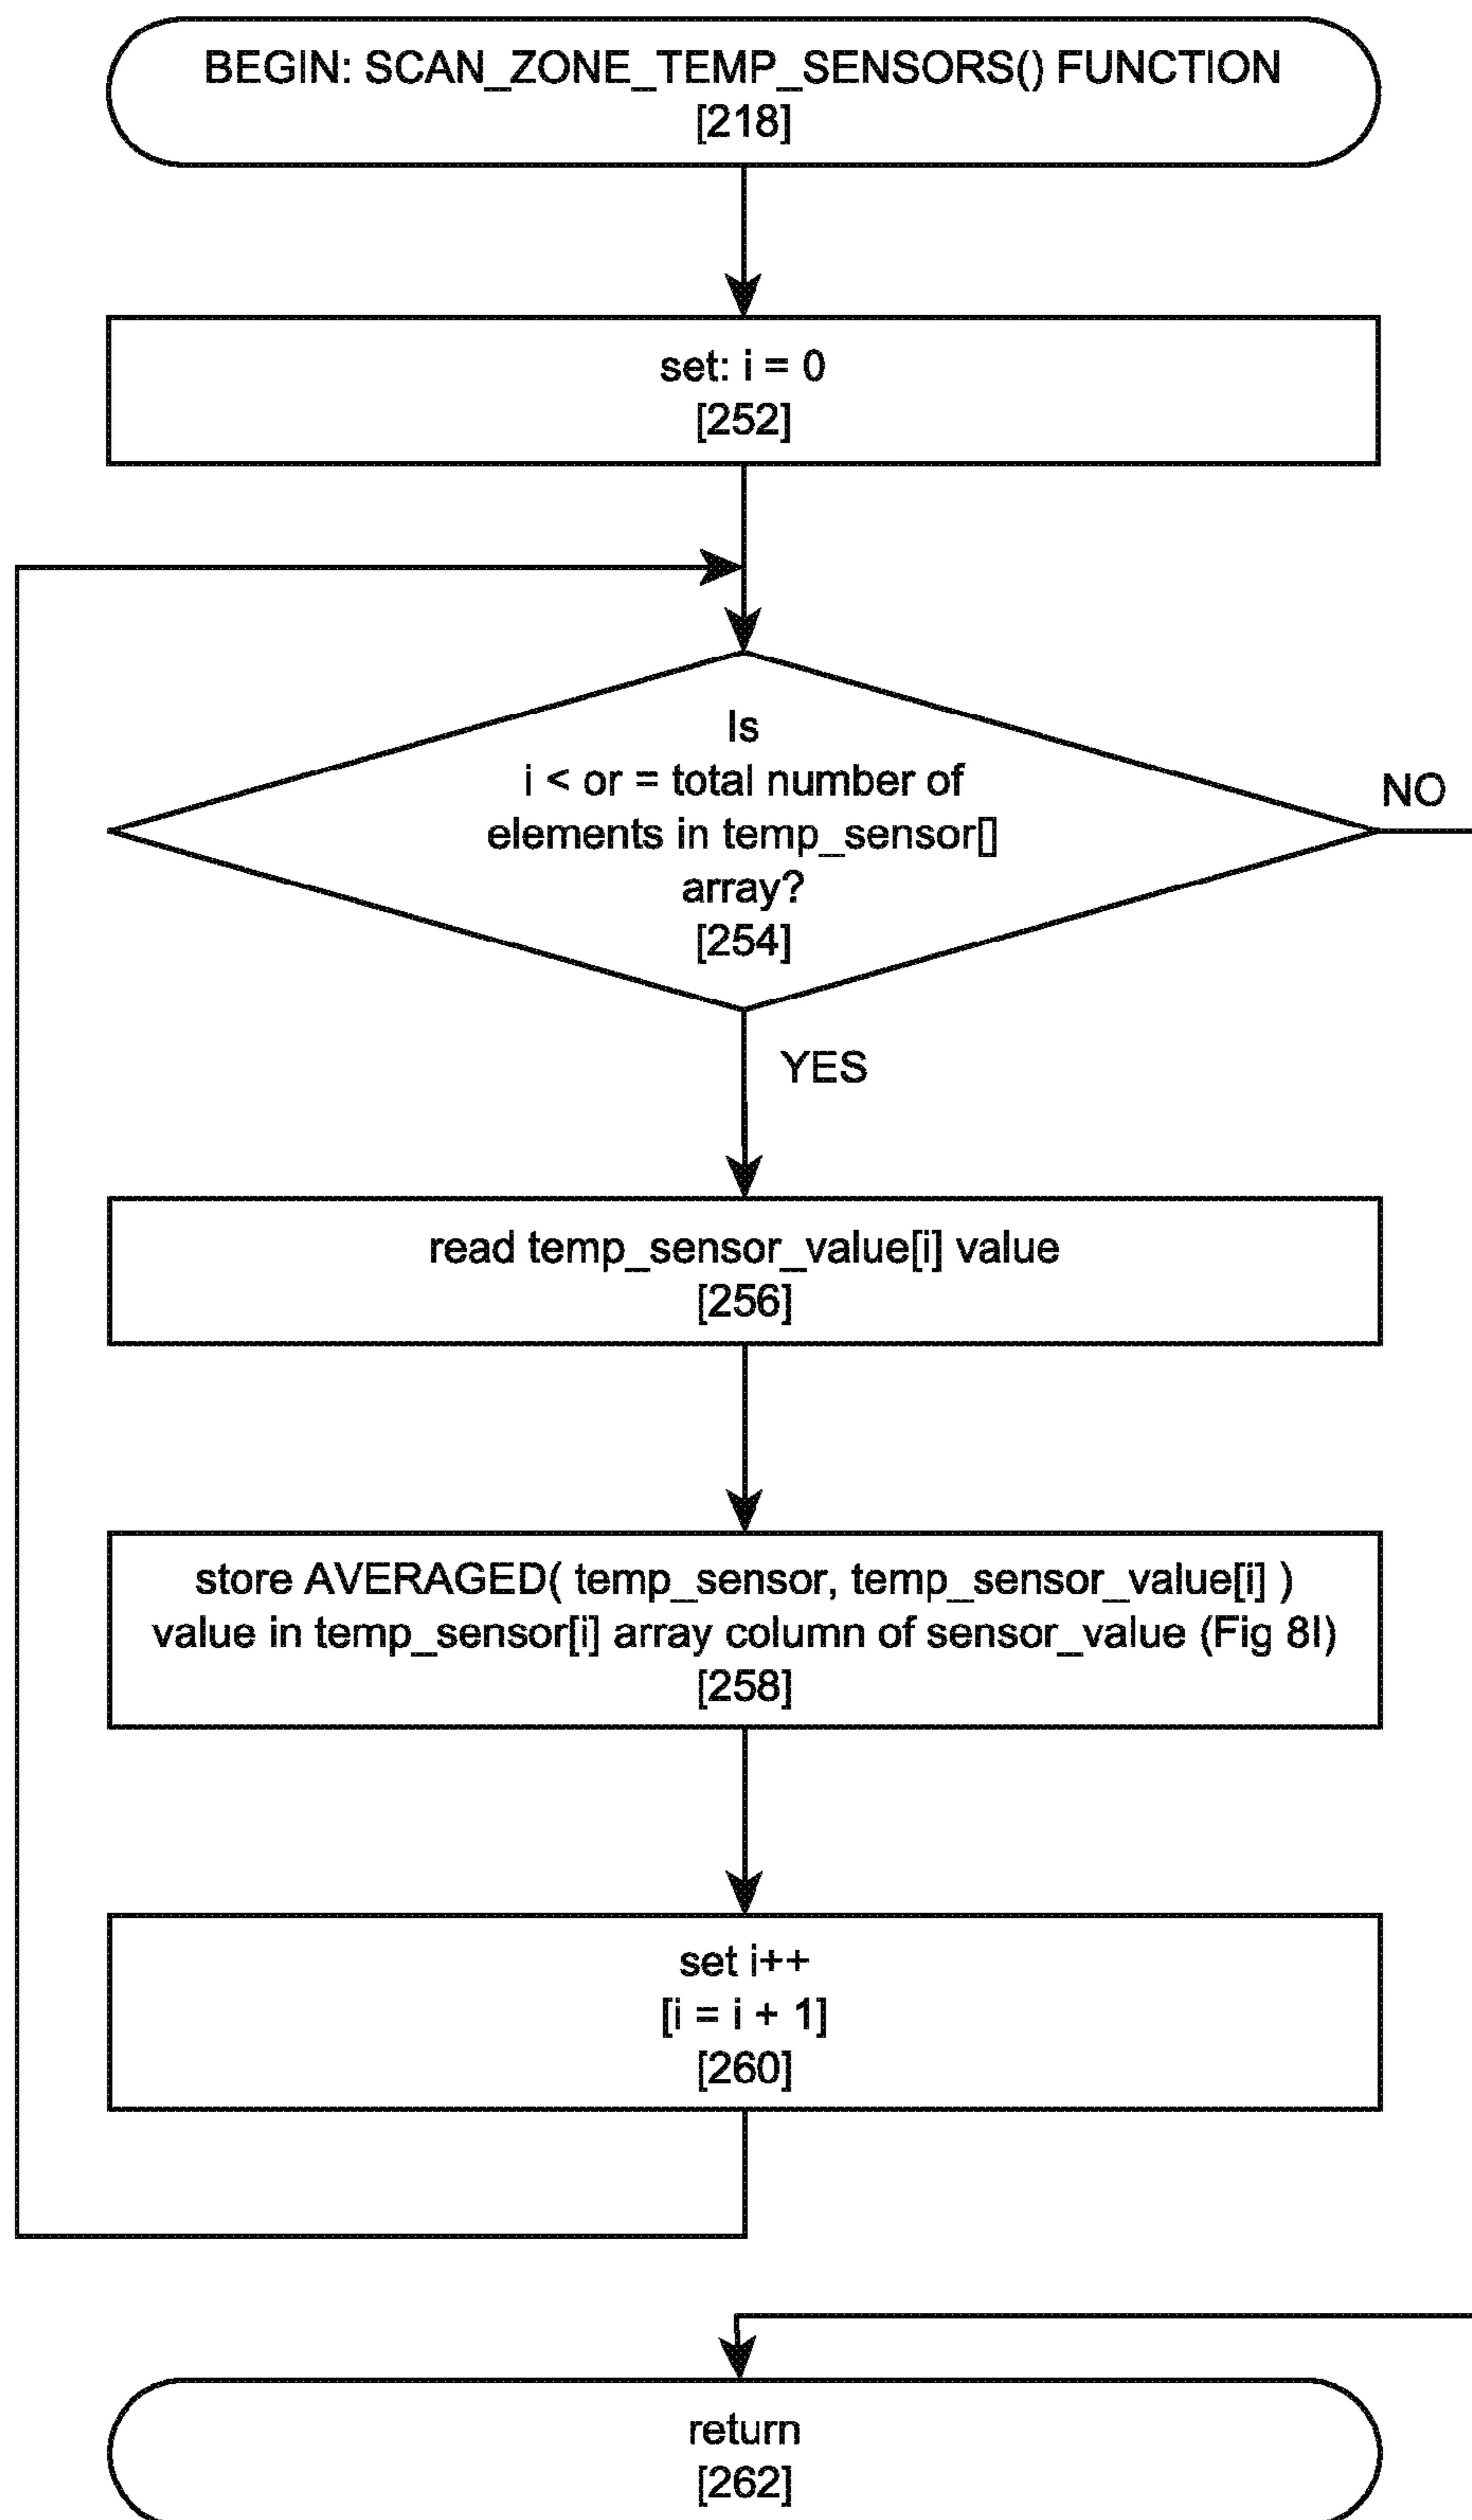 BEGIN: SCAN_ZONE_TEMP_SENSORS() FUNCTION
[218]
set: i = 0
[252]
Is
i < or = total number of
elements in temp_sensor[]
array?
[254]
NO
YES
read temp_sensor_value[i] value
[256]
store AVERAGED( temp_sensor, temp_sensor_value[i] )
value in temp_sensor[i] array column of sensor_value (Fig 8I)
[258]
set i++
[i = i + 1]
[260]
return
[262]